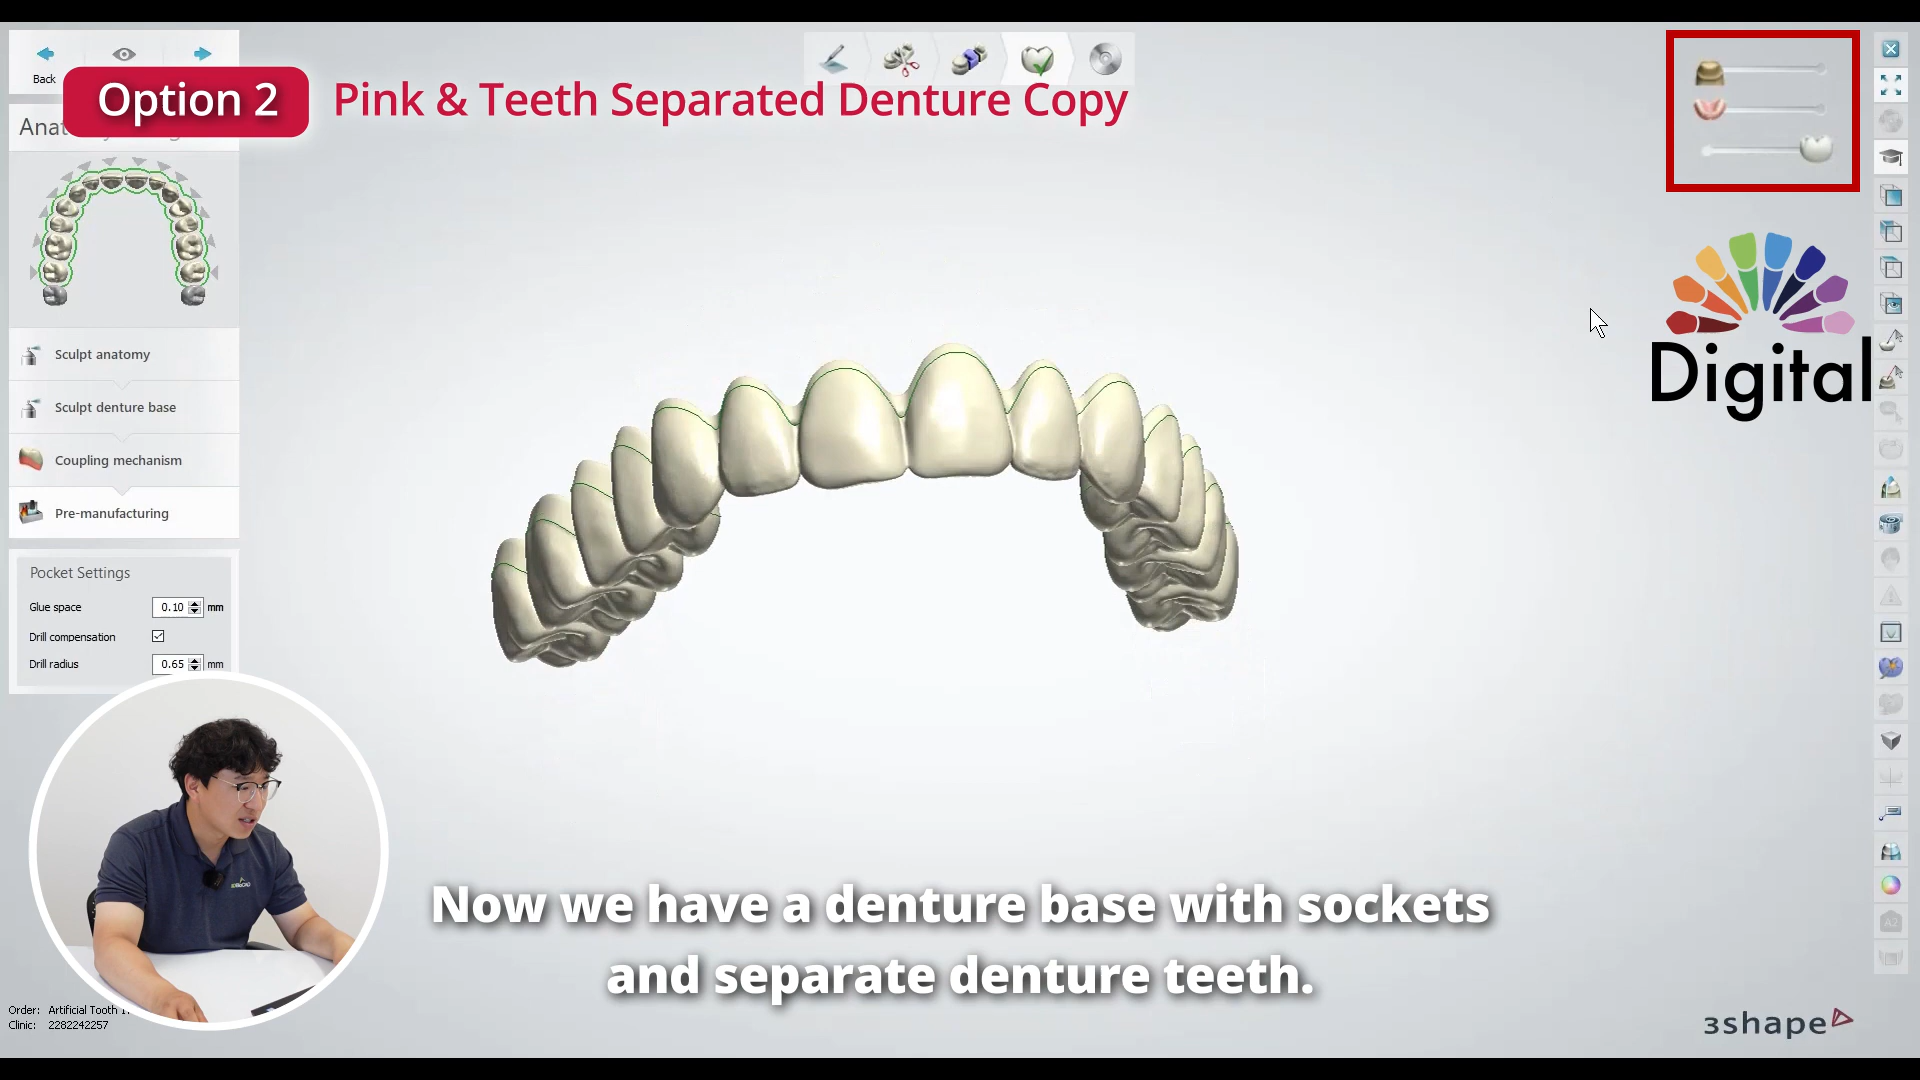 Back
Option 2
Pink & Teeth Separated Denture Copy
Digital
Sculpt anatomy
Sculpt denture base
Coupling mechanism
Pre-manufacturing
Pocket Settings
Glue space 0.10 mm
Drill compensation
Drill radius 0.65 mm
Now we have a denture base with sockets
and separate denture teeth.
Order: Artificial Tooth
Clinic: 2282242257
3shape